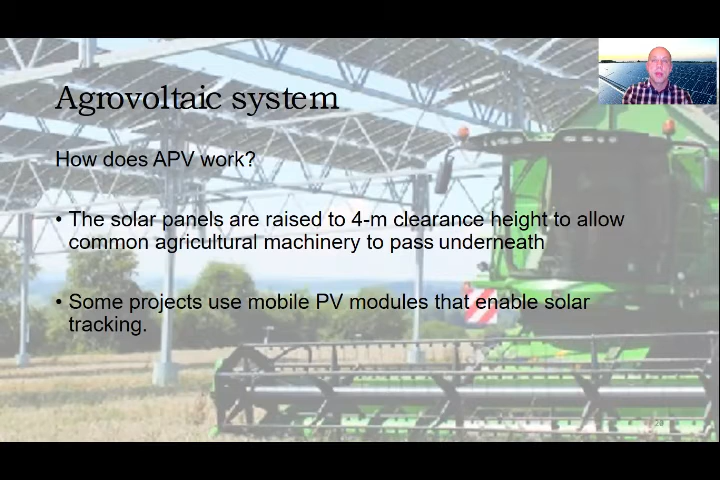 Agrovoltaic system
How does APV work?
• The solar panels are raised to 4-m clearance height to allow
common agricultural machinery to pass underneath
• Some projects use mobile PV modules that enable solar
tracking.
20